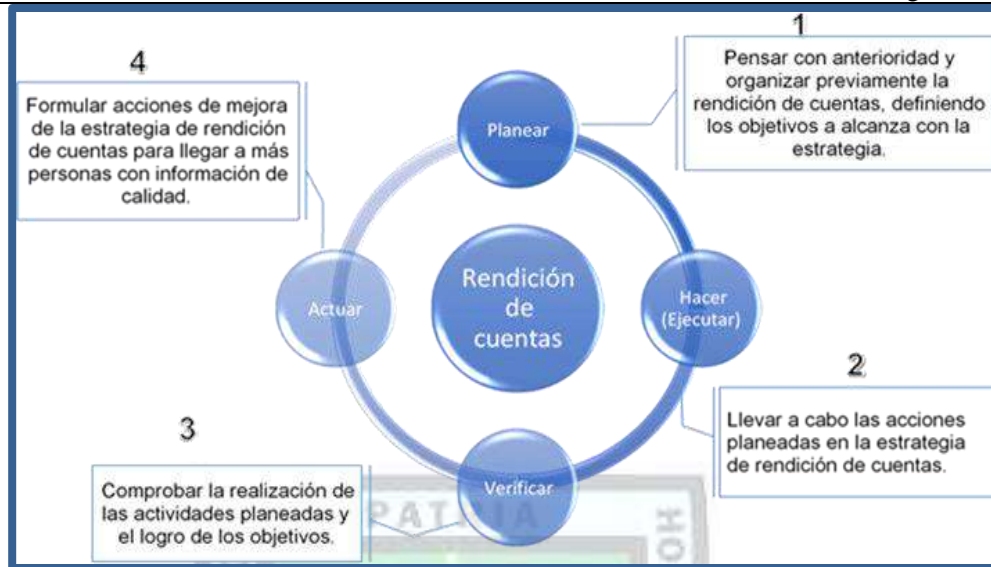 1
Pensar con anterioridad y
organizar previamente la
rendición de cuentas, definiendo
los objetivos a alcanza con la
estrategia.
4
Formular acciones de mejora
de la estrategia de rendición
de cuentas para llegar a más
personas con información de
calidad.
Planear
Rendición
de
cuentas
Actuar
Hacer
(Ejecutar)
2
Llevar a cabo las acciones
planeadas en la estrategia
de rendición de cuentas.
3
Comprobar la realización de
las actividades planeadas y
el logro de los objetivos.
Verificar
PATRIA
HO